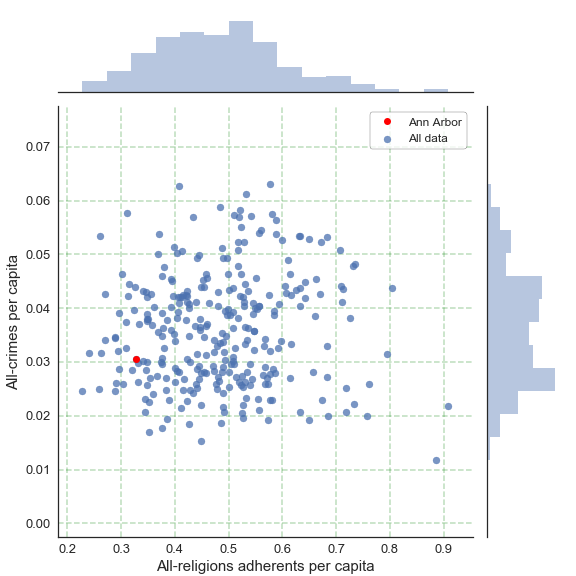 Ann Arbor
All data
All-crimes per capita
0.07
0.06
0.05
0.04
0.03
0.02
0.01
0.00
0.2 0.3 0.4 0.5 0.6 0.7 0.8 0.9
All-religions adherents per capita